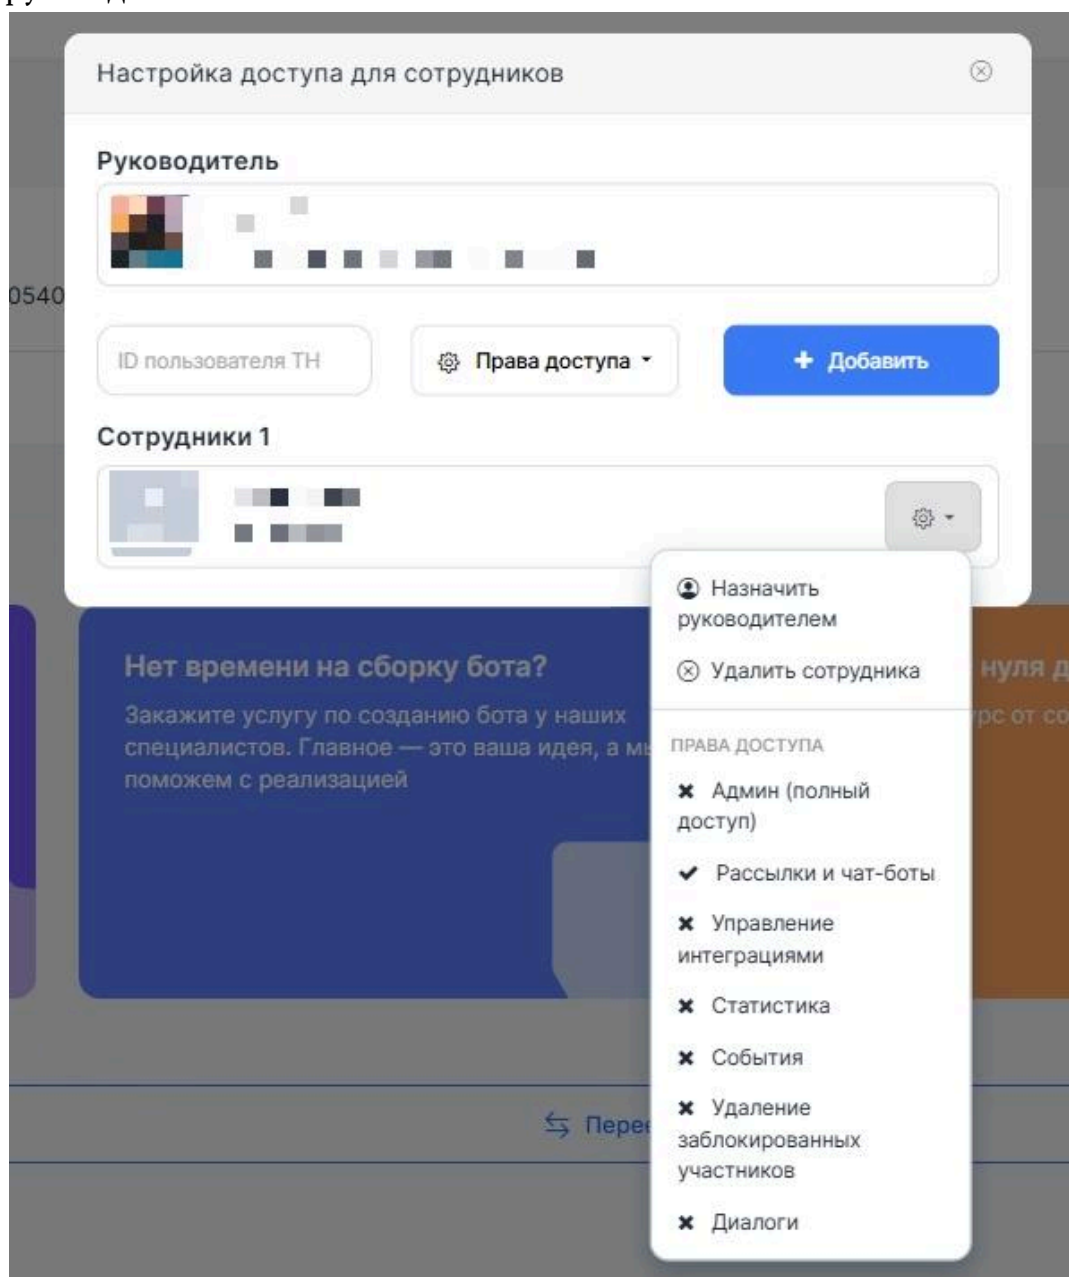 Настройка доступа для сотрудников
Руководитель
0540
ID пользователя TH
Права доступа
+ Добавить
Сотрудники 1
Назначить
руководителем
Удалить сотрудника
ПРАВА ДОСТУПА
Админ (полный
доступ)
Рассылки и чат-боты
Управление
интеграциями
Статистика
События
Удаление
заблокированных
участников
Диалоги
Нет времени на сборку бота?
Закажите услугу по созданию бота у наших
специалистов. Главное — это ваша идея, а
поможем с реализацией
нуля
от